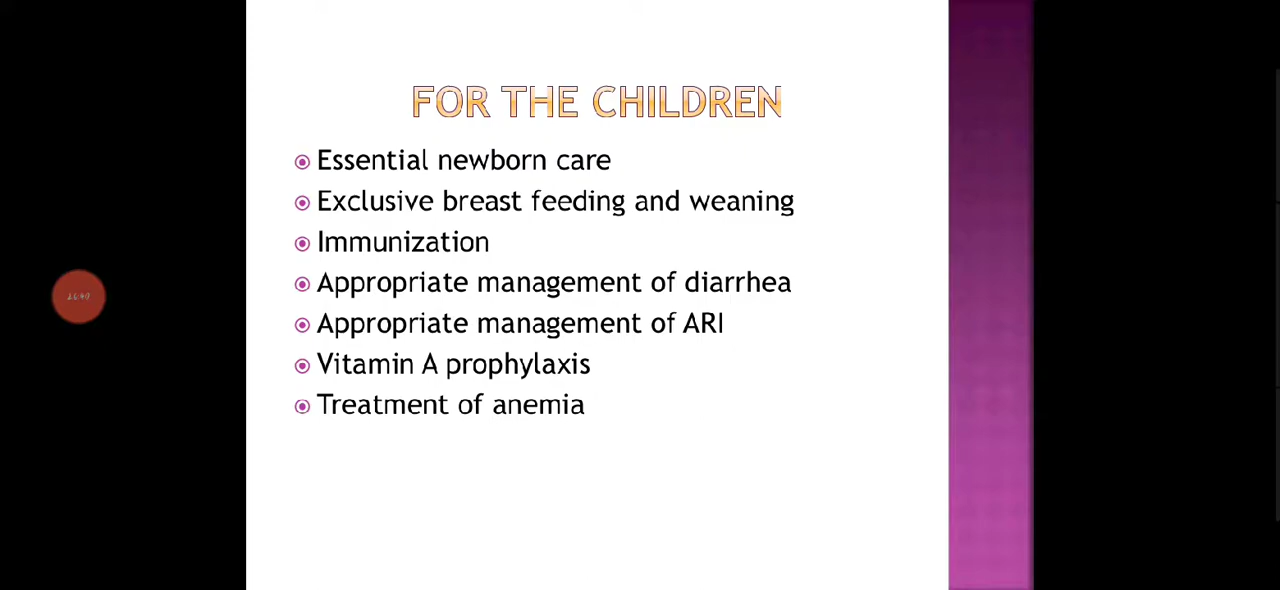 FOR THE CHILDREN
Essential newborn care
Exclusive breast feeding and weaning
Immunization
Appropriate management of diarrhea
Appropriate management of ARI
Vitamin A prophylaxis
Treatment of anemia